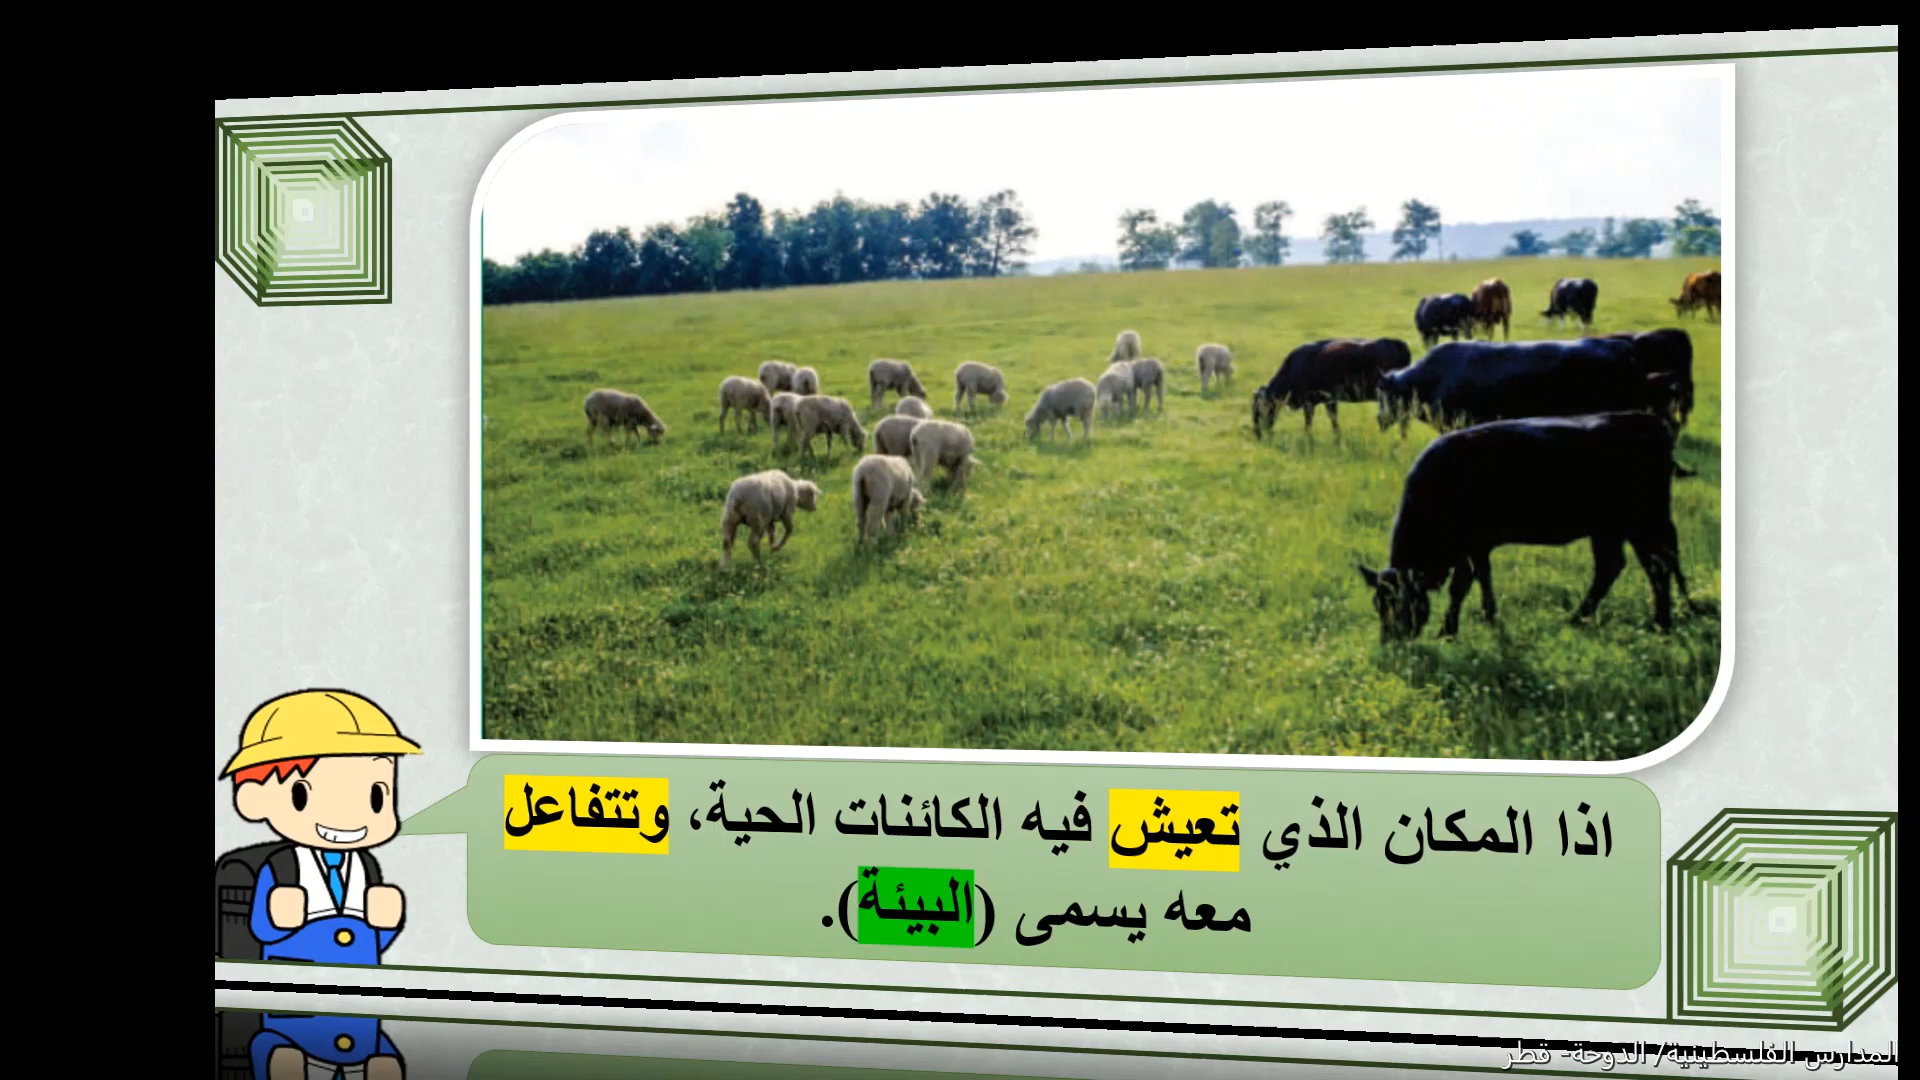 اذا المكان الذي تعيش فيه الكائنات الحية، وتتفاعل
معه يسمى (البيئة).
المدارس الفلسطينية/ الدوحة- قطر